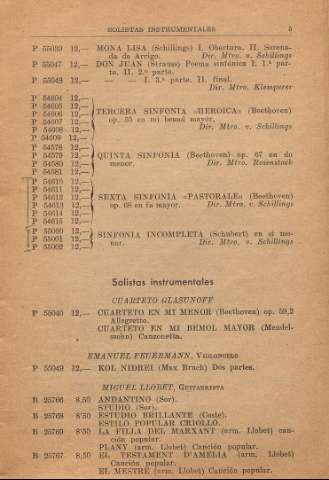 SOLISTAS INSTRUMENTALES 5
P 55039 12,— MONA LISA (Schillings) I. Obertura. II. Serena-
da de Arrigo. Dir. Mtro. v. Schillings
P 55047 12,— DON JUAN (Strauss) Poema sinfónico I. 1.ª par-
te. II. 2.ª parte.
P 55048 12,— — — I. 3.ª parte. II. final.
Dir. Mtro. Klemperer
P 54604 12,—
P 54605 12,—
P 54606 12,— TERCERA SINFONIA «HEROICA» (Beethoven)
P 54607 12,— op. 55 en mi bemol mayor.
P 54608 12,— Dir. Mtro. v. Schillings
P 54609 12,—
P 54578 12,—
P 54579 12,— QUINTA SINFONIA (Beethoven) op. 67 en do
P 54580 12,— menor. Dir. Mtro. Rosenstock
P 54581 12,—
P 54610 12,—
P 54611 12,—
P 54612 12,— SEXTA SINFONIA «PASTORALE» (Beethoven)
P 54613 12,— op. 68 en fa mayor. Dir. Mtro. v. Schillings
P 54614 12,—
P 54615 12,—
P 55000 12,—
P 55001 12,— SINFONIA INCOMPLETA (Schubert) en si me-
P 55002 12,— nor. Dir. Mtro. v. Schillings
Solistas instrumentales
CUARTETO GLASUNOFF
P 55040 12,— CUARTETO EN MI MENOR (Beethoven) op. 59,2
Allegretto.
CUARTETO EN MI BEMOL MAYOR (Mendel-
ssohn) Canzonetta.
EMANUEL FEUERMANN, Violoncelo
P 55049 12,— KOL NIDREI (Max Bruch) Dos partes.
MIGUEL LLOBET, Guitarrista
B 25766 8,50 ANDANTINO (Sor).
STUDIO (Sor).
B 25768 8,50 ESTUDIO BRILLANTE (Coste).
ESTILO POPULAR CRIOLLO.
B 25769 8'50 LA FILLA DEL MARXANT (arm. Llobet) can-
ción popular.
PLANY (arm. Llobet) Canción popular.
B 25767 8,50 EL TESTAMENT D'AMELIA (arm. Llobet)
Canción popular.
EL MESTRE (arm. Llobet) Canción popular.